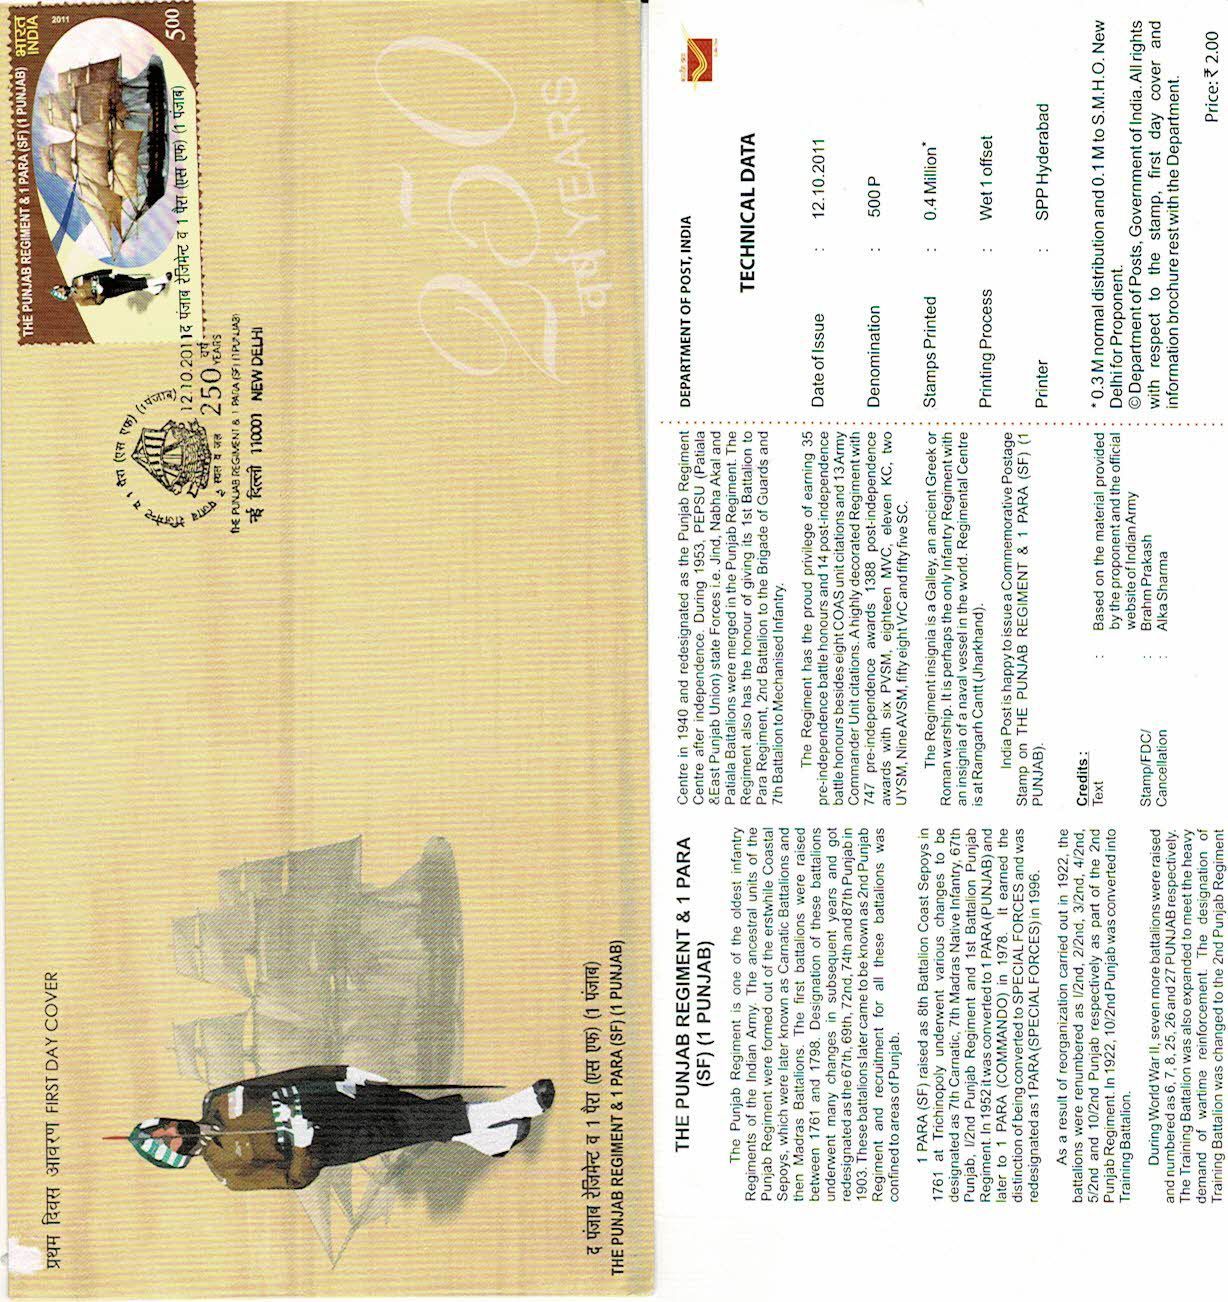 प्रथम दिवस आवरण FIRST DAY COVER
THE PUNJAB REGIMENT & 1 PARA (SF) (1 PUNJAB)
भारत
INDIA
2011
द पंजाब रेजिमेन्ट व 1 पैरा (एस एफ) (1 पंजाब)
500
द पंजाब रेजिमेन्ट व 1 पैरा (एस एफ) (1 पंजाब)
स्थल व जल
12.10.2011
250 वर्ष
YEARS
THE PUNJAB REGIMENT & 1 PARA (SF) (1 PUNJAB)
नई दिल्ली 110001 NEW DELHI
250
वर्ष YEARS
द पंजाब रेजिमेन्ट व 1 पैरा (एस एफ) (1 पंजाब)
THE PUNJAB REGIMENT & 1 PARA (SF) (1 PUNJAB)
THE PUNJAB REGIMENT & 1 PARA
(SF) (1 PUNJAB)
The Punjab Regiment is one of the oldest infantry
Regiments of the Indian Army. The ancestral units of the
Punjab Regiment were formed out of the erstwhile Coastal
Sepoys, which were later known as Carnatic Battalions and
then Madras Battalions. The first battalions were raised
between 1761 and 1798. Designation of these battalions
underwent many changes in subsequent years and got
redesignated as the 67th, 69th, 72nd, 74th and 87th Punjab in
1903. These battalions later came to be known as 2nd Punjab
Regiment and recruitment for all these battalions was
confined to areas of Punjab.
1 PARA (SF) raised as 8th Battalion Coast Sepoys in
1761 at Trichinopoly underwent various changes to be
designated as 7th Carnatic, 7th Madras Native Infantry, 67th
Punjab, I/2nd Punjab Regiment and 1st Battalion Punjab
Regiment. In 1952 it was converted to 1 PARA (PUNJAB) and
later to 1 PARA (COMMANDO) in 1978. It earned the
distinction of being converted to SPECIAL FORCES and was
redesignated as 1 PARA (SPECIAL FORCES) in 1996.
As a result of reorganization carried out in 1922, the
battalions were renumbered as I/2nd, 2/2nd, 3/2nd, 4/2nd,
5/2nd and 10/2nd Punjab respectively as part of the 2nd
Punjab Regiment. In 1922, 10/2nd Punjab was converted into
Training Battalion.
During World War II, seven more battalions were raised
and numbered as 6, 7, 8, 25, 26 and 27 PUNJAB respectively.
The Training Battalion was also expanded to meet the heavy
demand of wartime reinforcement. The designation of
Training Battalion was changed to the 2nd Punjab Regiment
Centre in 1940 and redesignated as the Punjab Regiment
Centre after independence. During 1953, PEPSU (Patiala
&East Punjab Union) state Forces i.e. Jind, Nabha Akal and
Patiala Battalions were merged in the Punjab Regiment. The
Regiment also has the honour of giving its 1st Battalion to
Para Regiment, 2nd Battalion to the Brigade of Guards and
7th Battalion to Mechanised Infantry.
The Regiment has the proud privilege of earning 35
pre-independence battle honours and 14 post-independence
battle honours besides eight COAS unit citations and 13 Army
Commander Unit citations. A highly decorated Regiment with
747 pre-independence awards 1388 post-independence
awards with six PVSM, eighteen MVC, eleven KC, two
UYSM, Nine AVSM, fifty eight VrC and fifty five SC.
The Regiment insignia is a Galley, an ancient Greek or
Roman warship. It is perhaps the only Infantry Regiment with
an insignia of a naval vessel in the world. Regimental Centre
is at Ramgarh Cantt (Jharkhand).
India Post is happy to issue a Commemorative Postage
Stamp on THE PUNJAB REGIMENT & 1 PARA (SF) (1
PUNJAB).
Credits :
Text : Based on the material provided
by the proponent and the official
website of Indian Army
Stamp/FDC/ : Brahm Prakash
Cancellation : Alka Sharma
DEPARTMENT OF POST, INDIA
TECHNICAL DATA
Date of Issue : 12.10.2011
Denomination : 500 P
Stamps Printed : 0.4 Million*
Printing Process : Wet 1 offset
Printer : SPP Hyderabad
* 0.3 M normal distribution and 0.1 M to S.M.H.O. New
Delhi for Proponent.
© Department of Posts, Government of India. All rights
with respect to the stamp, first day cover and
information brochure rest with the Department.
Price: ₹ 2.00